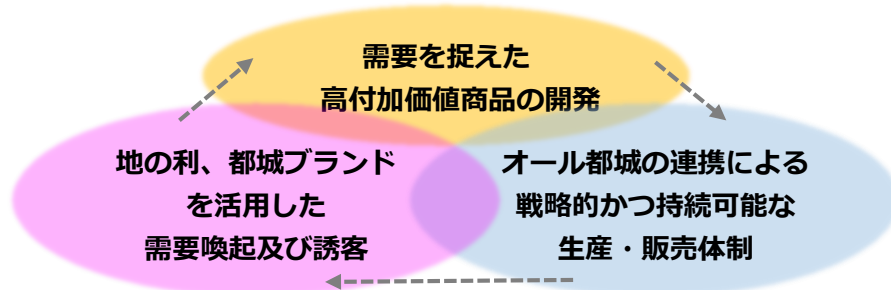 需要を捉えた
高付加価値商品の開発
地の利、都城ブランド
を活用した
需要喚起及び誘客
オール都城の連携による
戦略的かつ持続可能な
生産・販売体制